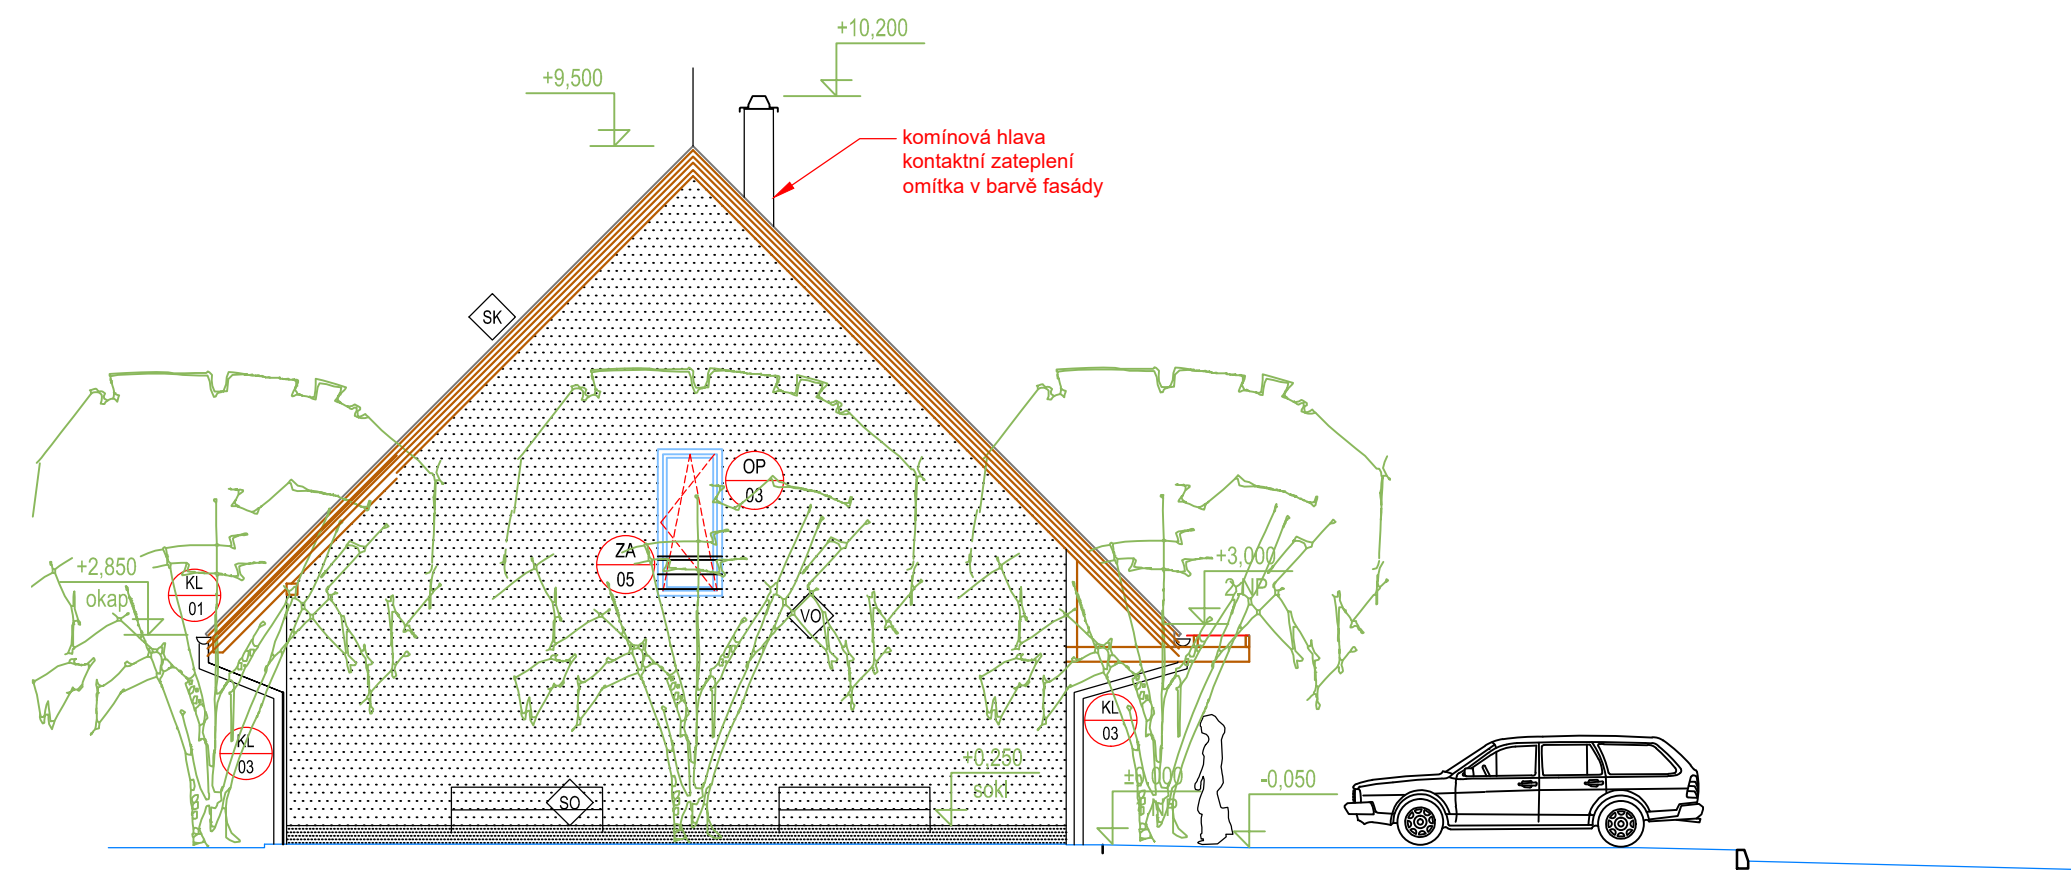 +10,200
+9,500
komínová hlava
kontaktní zateplení
omítka v barvě fasády
SK
OP
03
ZA
05
+2,850
okap
KL
01
+3,000
2.NP
VO
KL
03
KL
03
+0,250
sokl
±0,000
1.NP
-0,050
SO